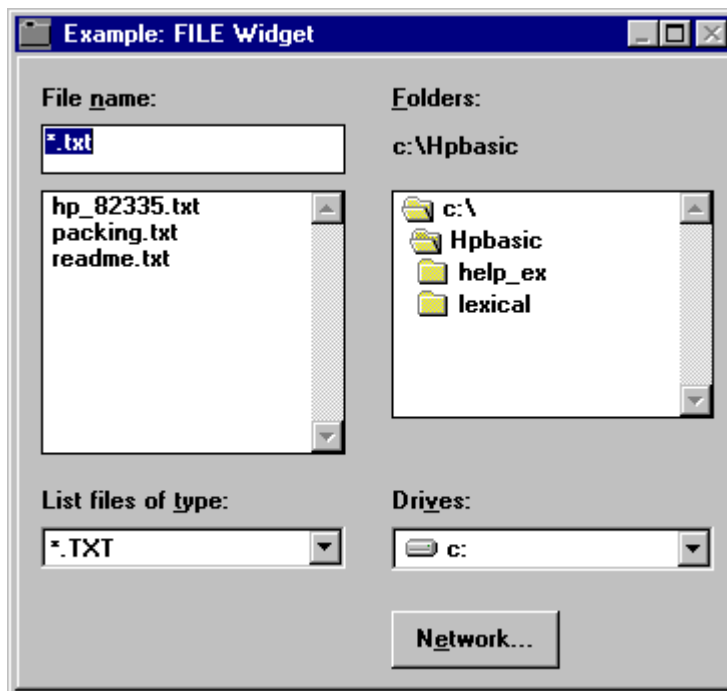 Example: FILE Widget
File name:
*.txt
hp_82335.txt
packing.txt
readme.txt
List files of type:
*.TXT
Folders:
c:\Hpbasic
c:\
Hpbasic
help_ex
lexical
Drives:
c:
Network...